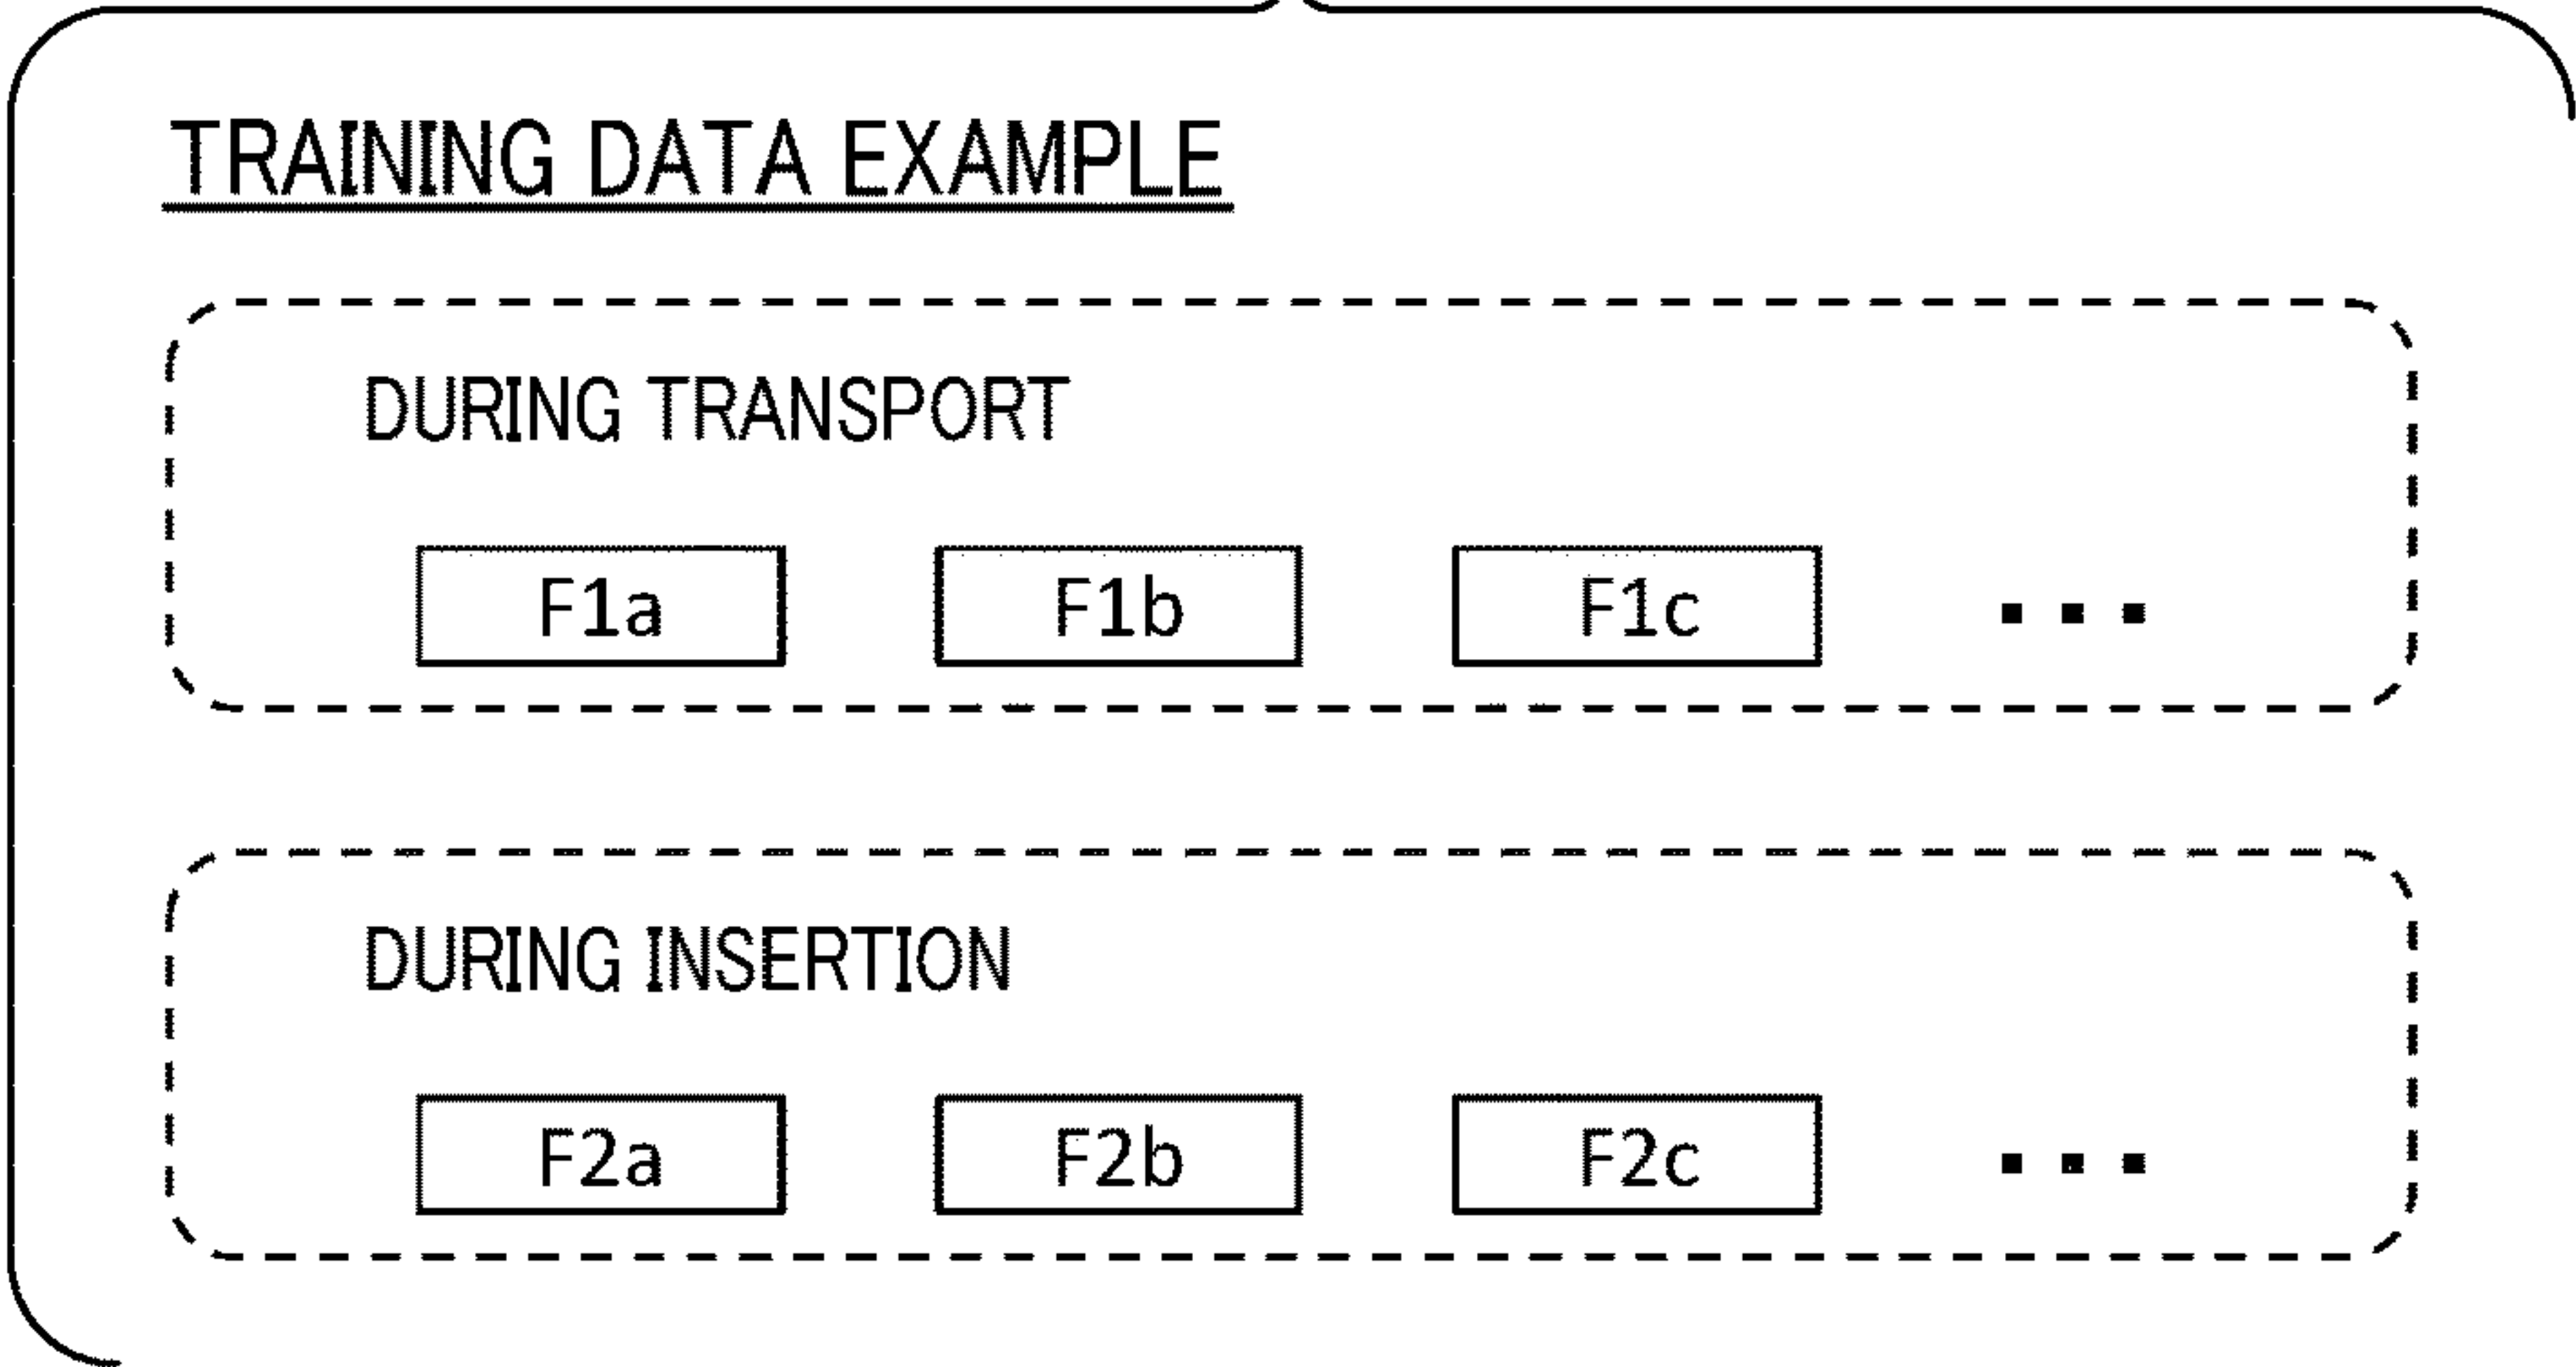 TRAINING DATA EXAMPLE
DURING TRANSPORT
F1a F1b F1c ...
DURING INSERTION
F2a F2b F2c ...